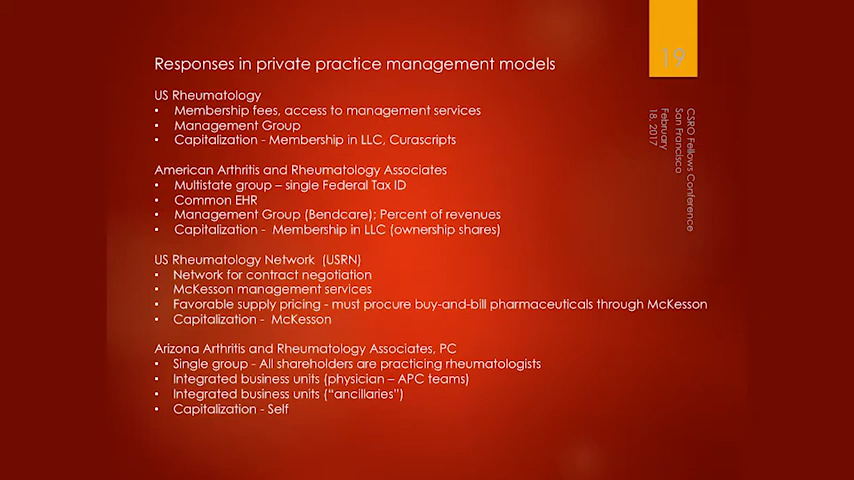 19
Responses in private practice management models
US Rheumatology
• Membership fees, access to management services
• Management Group
• Capitalization - Membership in LLC, Curascripts
American Arthritis and Rheumatology Associates
• Multistate group – single Federal Tax ID
• Common EHR
• Management Group (Bendcare); Percent of revenues
• Capitalization - Membership in LLC (ownership shares)
US Rheumatology Network (USRN)
• Network for contract negotiation
• McKesson management services
• Favorable supply pricing - must procure buy-and-bill pharmaceuticals through McKesson
• Capitalization - McKesson
Arizona Arthritis and Rheumatology Associates, PC
• Single group - All shareholders are practicing rheumatologists
• Integrated business units (physician – APC teams)
• Integrated business units (“ancillaries”)
• Capitalization - Self
CSRO Fellows Conference
San Francisco
February
18, 2017